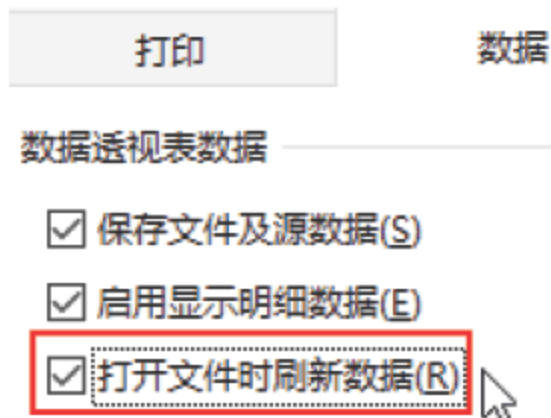 打印 数据
数据透视表数据
保存文件及源数据(S)
启用显示明细数据(E)
打开文件时刷新数据(R)